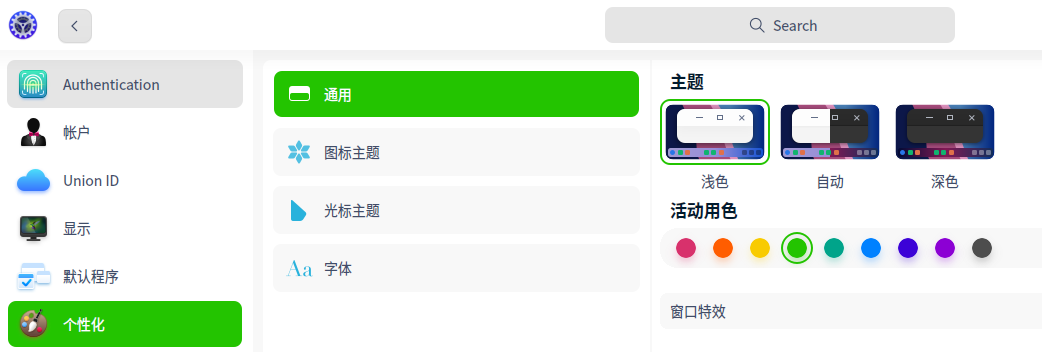 Search
Authentication
帐户
Union ID
显示
默认程序
个性化
通用
图标主题
光标主题
字体
主题
浅色
自动
深色
活动用色
窗口特效